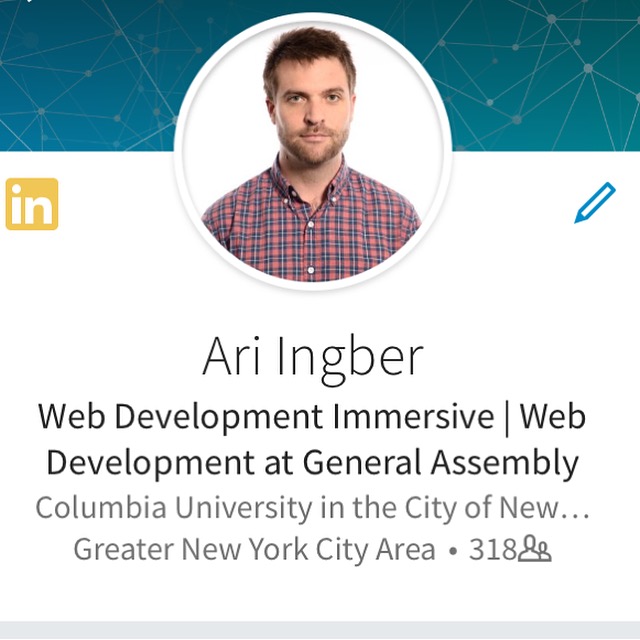 in
Ari Ingber
Web Development Immersive | Web
Development at General Assembly
Columbia University in the City of New…
Greater New York City Area • 318